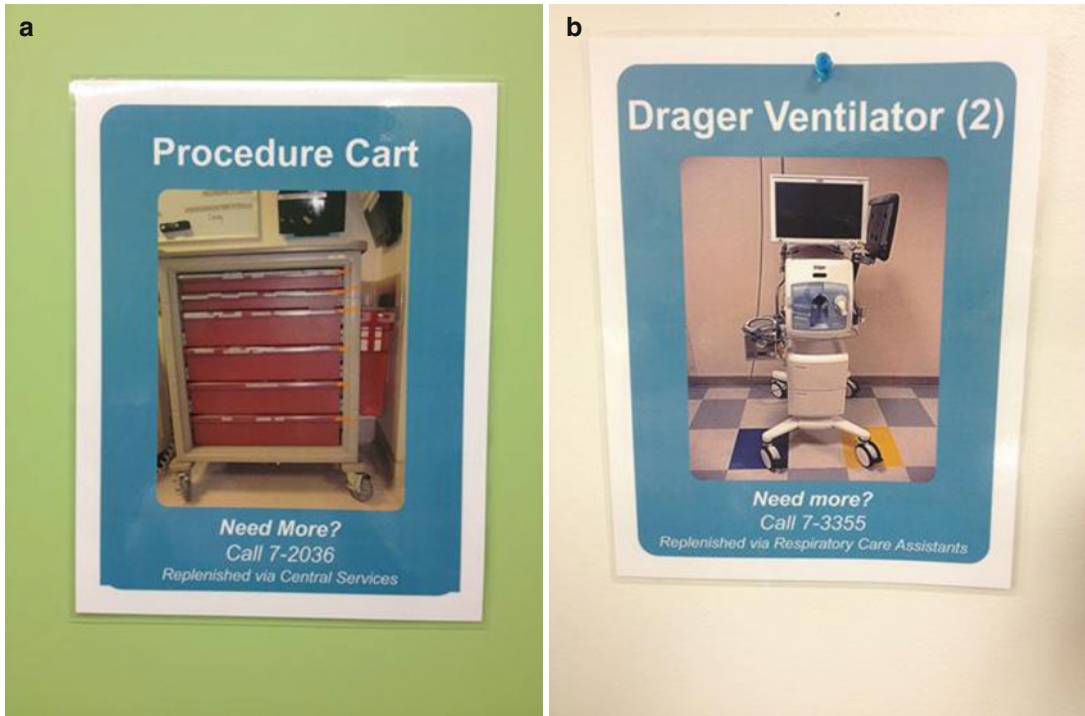 a
Procedure Cart
Need More?
Call 7-2036
Replenished via Central Services
b
Drager Ventilator (2)
Need more?
Call 7-3355
Replenished via Respiratory Care Assistants